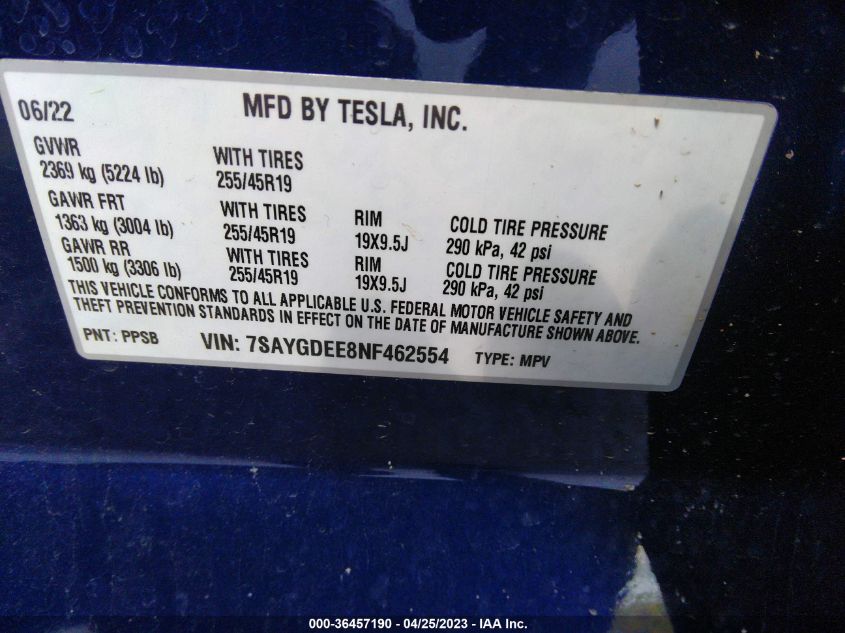 06/22 MFD BY TESLA, INC.
GVWR
2369 kg (5224 lb) WITH TIRES 255/45R19
GAWR FRT
1363 kg (3004 lb) WITH TIRES 255/45R19 RIM 19X9.5J COLD TIRE PRESSURE 290 kPa, 42 psi
GAWR RR
1500 kg (3306 lb) WITH TIRES 255/45R19 RIM 19X9.5J COLD TIRE PRESSURE 290 kPa, 42 psi
THIS VEHICLE CONFORMS TO ALL APPLICABLE U.S. FEDERAL MOTOR VEHICLE SAFETY AND
THEFT PREVENTION STANDARDS IN EFFECT ON THE DATE OF MANUFACTURE SHOWN ABOVE.
PNT: PPSB VIN: 7SAYGDEE8NF462554 TYPE: MPV
000-36457190 - 04/25/2023 - IAA Inc.